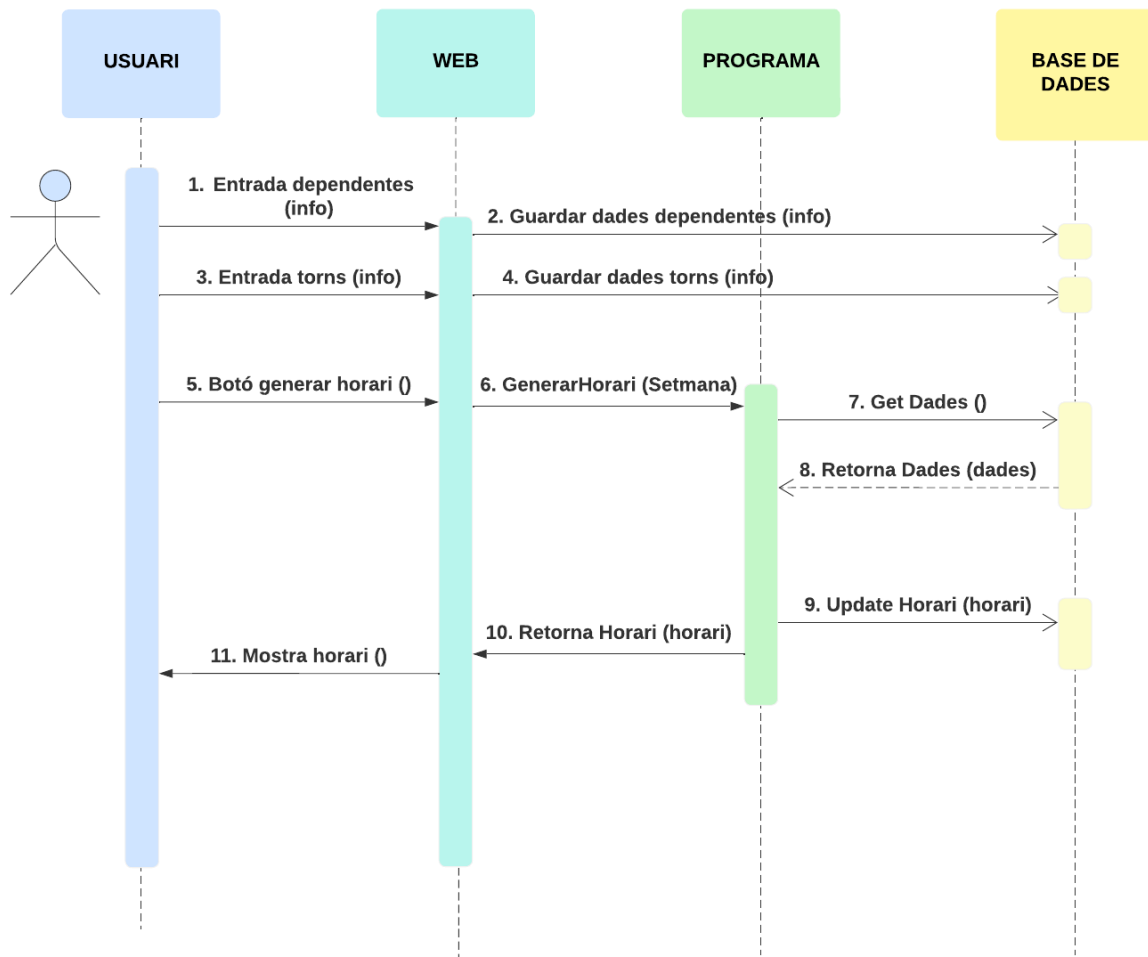 USUARI
WEB
PROGRAMA
BASE DE
DADES
1. Entrada dependentes
(info)
2. Guardar dades dependentes (info)
3. Entrada torns (info)
4. Guardar dades torns (info)
5. Botó generar horari ()
6. GenerarHorari (Setmana)
7. Get Dades ()
8. Retorna Dades (dades)
9. Update Horari (horari)
10. Retorna Horari (horari)
11. Mostra horari ()